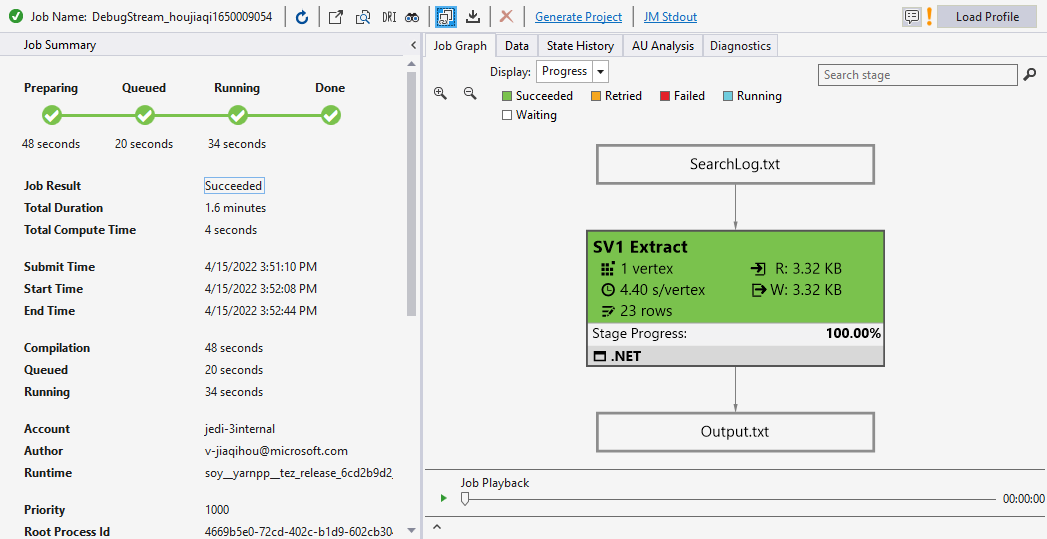 Job Name: DebugStream_houjiaqi1650009054
DRI
Generate Project
JM Stdout
Load Profile
Job Summary
Preparing Queued Running Done
48 seconds 20 seconds 34 seconds
Job Result Succeeded
Total Duration 1.6 minutes
Total Compute Time 4 seconds
Submit Time 4/15/2022 3:51:10 PM
Start Time 4/15/2022 3:52:08 PM
End Time 4/15/2022 3:52:44 PM
Compilation 48 seconds
Queued 20 seconds
Running 34 seconds
Account jedi-3internal
Author v-jiaqihou@microsoft.com
Runtime soy__yarnpp__tez_release_6cd2b9d2_
Priority 1000
Root Process Id 4669b5e0-72cd-402c-b1d9-602cb30
Job Graph Data State History AU Analysis Diagnostics
Display: Progress
Search stage
Succeeded Retried Failed Running
Waiting
SearchLog.txt
SV1 Extract
1 vertex R: 3.32 KB
4.40 s/vertex W: 3.32 KB
23 rows
Stage Progress: 100.00%
.NET
Output.txt
Job Playback
00:00:00